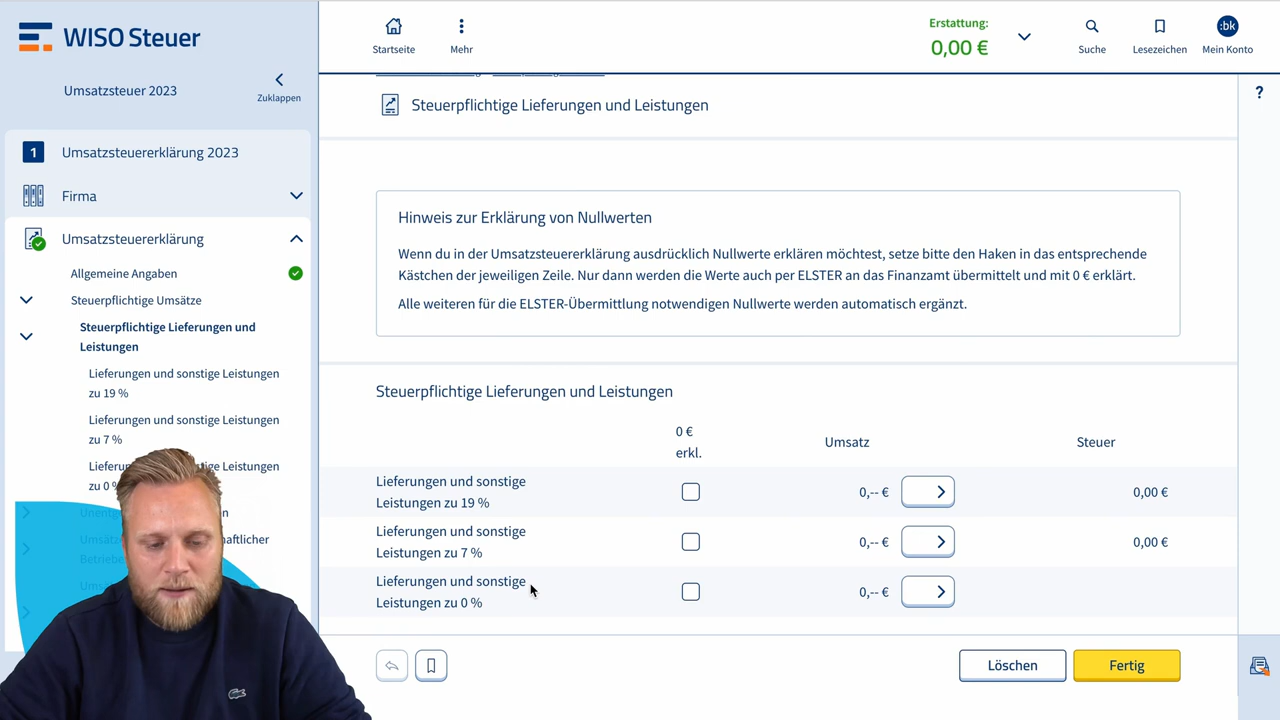 WISO Steuer
Startseite
Mehr
Erstattung:
0,00 €
Suche
Lesezeichen
:bk
Mein Konto
Umsatzsteuer 2023
Zuklappen
1 Umsatzsteuererklärung 2023
Firma
Umsatzsteuererklärung
Allgemeine Angaben
Steuerpflichtige Umsätze
Steuerpflichtige Lieferungen und
Leistungen
Lieferungen und sonstige Leistungen
zu 19 %
Lieferungen und sonstige Leistungen
zu 7 %
Leistungen
zu 0
Steuerpflichtige Lieferungen und Leistungen
?
Hinweis zur Erklärung von Nullwerten
Wenn du in der Umsatzsteuererklärung ausdrücklich Nullwerte erklären möchtest, setze bitte den Haken in das entsprechende
Kästchen der jeweiligen Zeile. Nur dann werden die Werte auch per ELSTER an das Finanzamt übermittelt und mit 0 € erklärt.
Alle weiteren für die ELSTER-Übermittlung notwendigen Nullwerte werden automatisch ergänzt.
Steuerpflichtige Lieferungen und Leistungen
0 €
erkl.
Umsatz
Steuer
Lieferungen und sonstige
Leistungen zu 19 %
0,-- €
0,00 €
Lieferungen und sonstige
Leistungen zu 7 %
0,-- €
0,00 €
Lieferungen und sonstige
Leistungen zu 0 %
0,-- €
Löschen
Fertig